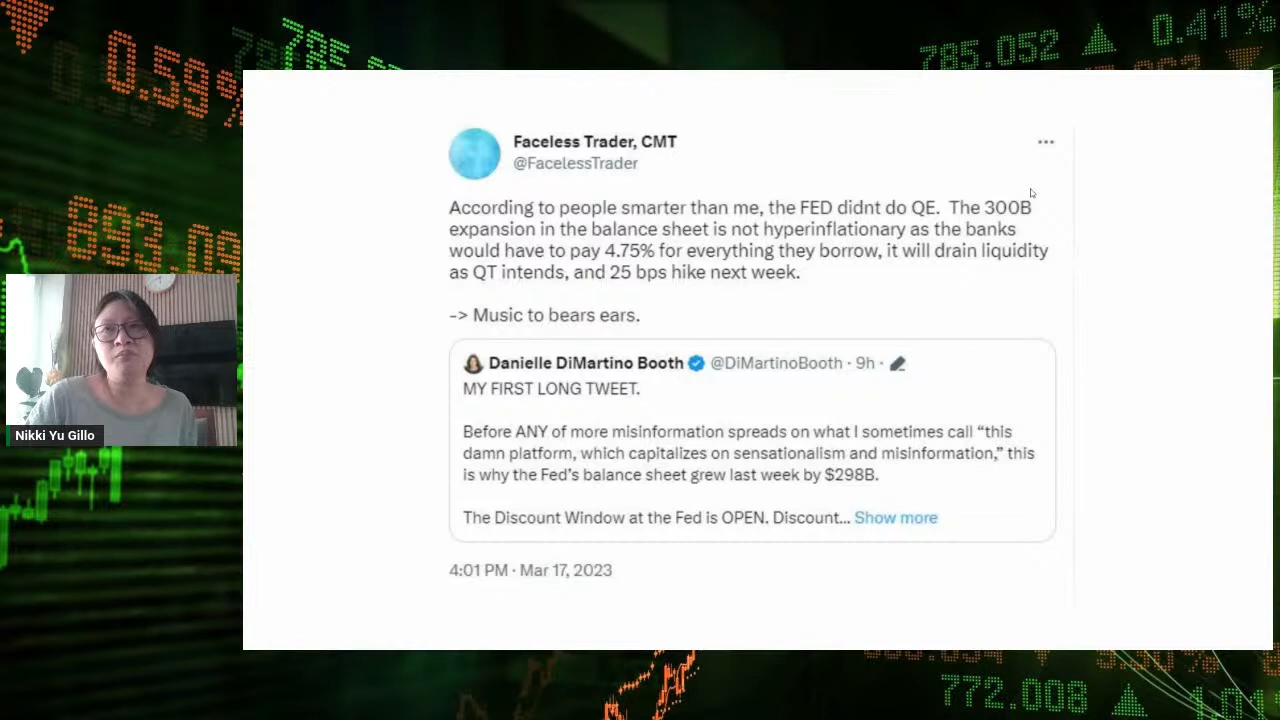 0.59%
785.052 0.41%
893.09
Faceless Trader, CMT
@FacelessTrader
According to people smarter than me, the FED didnt do QE.  The 300B
expansion in the balance sheet is not hyperinflationary as the banks
would have to pay 4.75% for everything they borrow, it will drain liquidity
as QT intends, and 25 bps hike next week.
-> Music to bears ears.
Danielle DiMartino Booth @DiMartinoBooth · 9h ·
MY FIRST LONG TWEET.
Before ANY of more misinformation spreads on what I sometimes call “this
damn platform, which capitalizes on sensationalism and misinformation,” this
is why the Fed’s balance sheet grew last week by $298B.
The Discount Window at the Fed is OPEN. Discount... Show more
4:01 PM · Mar 17, 2023
Nikki Yu Gillo
772.008